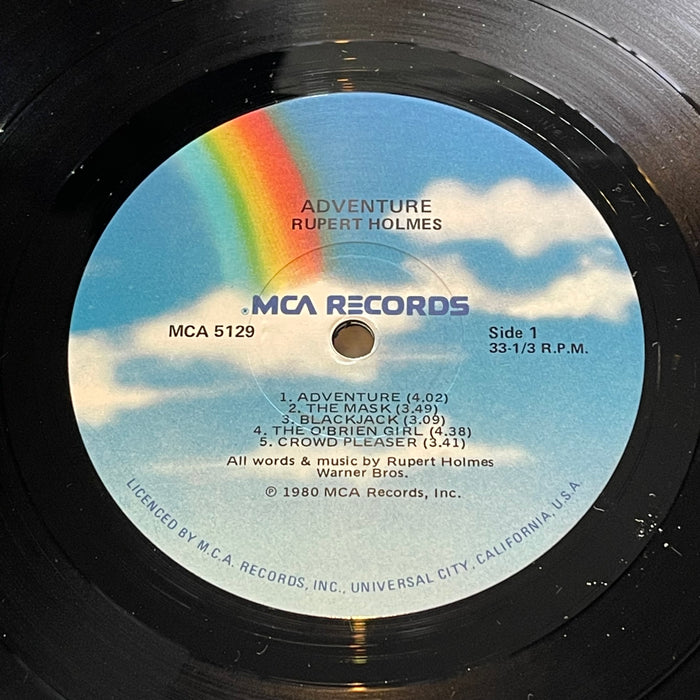 ADVENTURE
RUPERT HOLMES
®MCA RECORDS
MCA 5129
Side 1
33-1/3 R.P.M.
1. ADVENTURE (4.02)
2. THE MASK (3.49)
3. BLACKJACK (3.09)
4. THE O'BRIEN GIRL (4.38)
5. CROWD PLEASER (3.41)
All words & music by Rupert Holmes
Warner Bros.
℗ 1980 MCA Records, Inc.
LICENCED BY M.C.A. RECORDS, INC., UNIVERSAL CITY, CALIFORNIA, U.S.A